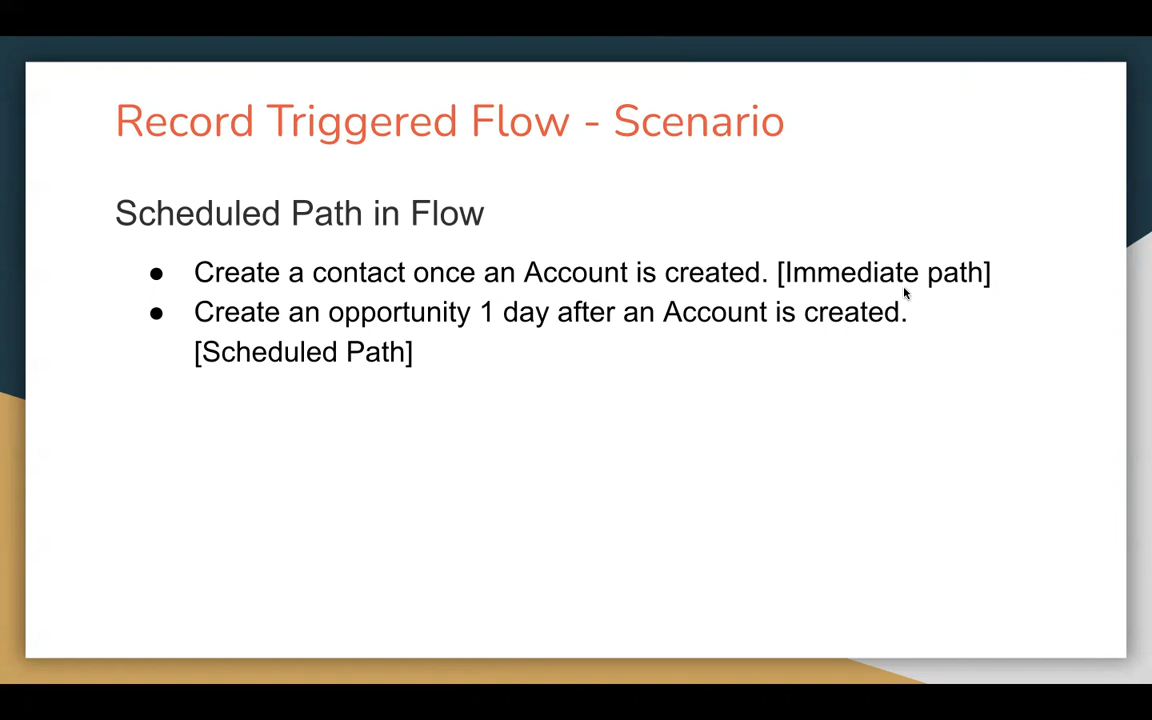 Record Triggered Flow - Scenario
Scheduled Path in Flow
● Create a contact once an Account is created. [Immediate path]
● Create an opportunity 1 day after an Account is created.
[Scheduled Path]